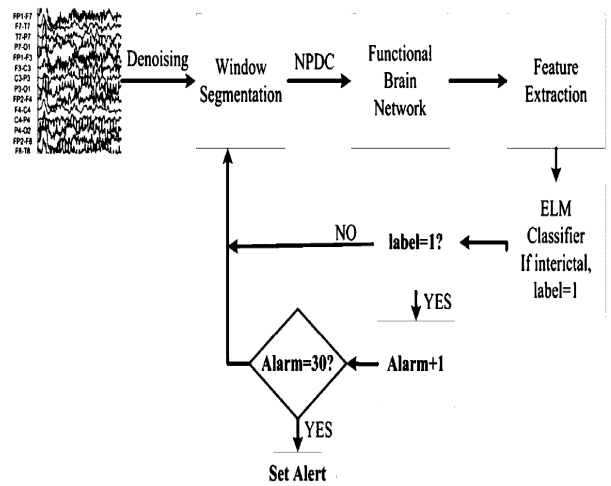 FP1-F7
F7-T7
T7-P7
P7-O1
FP1-F3
F3-C3
C3-P3
P3-O1
FP2-F4
F4-C4
C4-P4
P4-O2
FP2-F8
F8-T8
Denoising
Window
Segmentation
NPDC
Functional
Brain
Network
Feature
Extraction
ELM
Classifier
If interictal,
label=1
label=1?
NO
YES
Alarm+1
Alarm=30?
YES
Set Alert